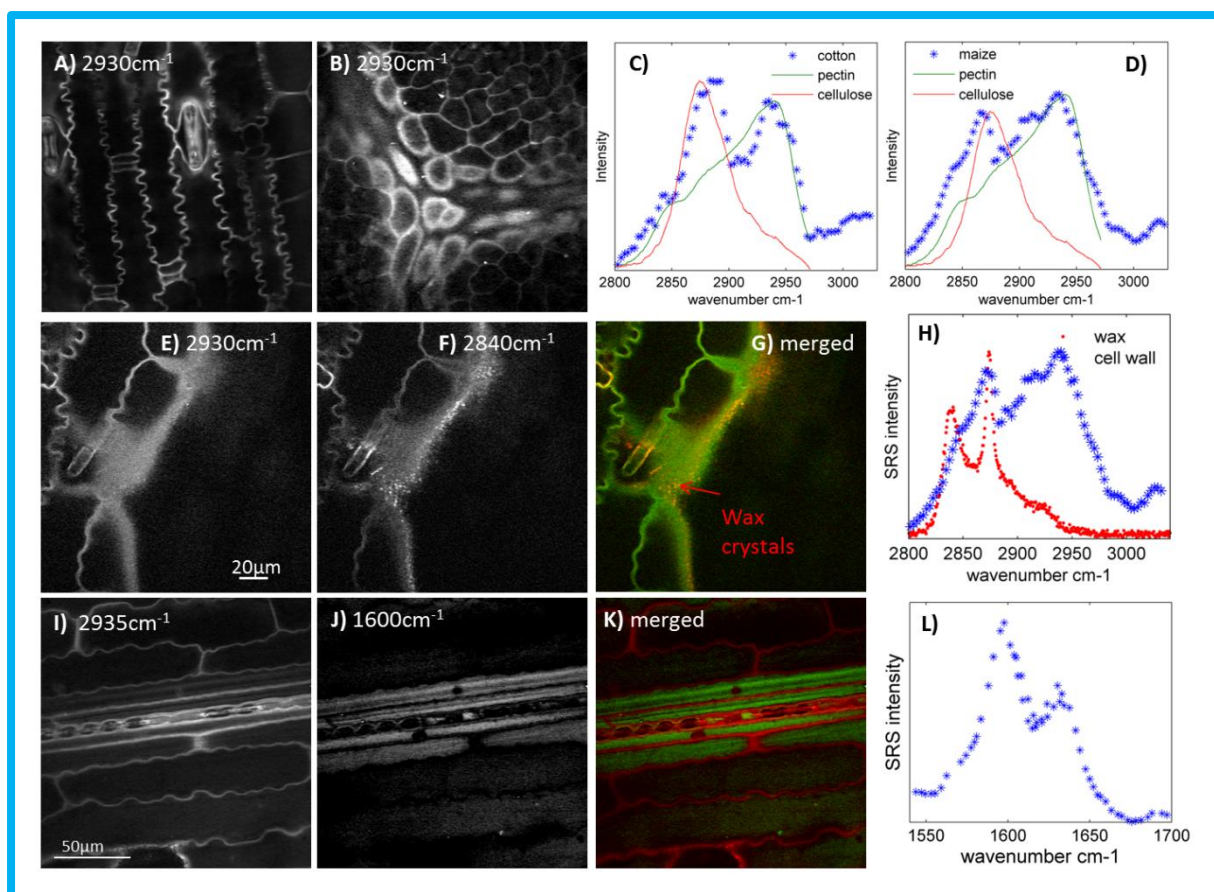 A) 2930cm-1
B) 2930cm-1
C)
cotton
pectin
cellulose
Intensity
2800 2850 2900 2950 3000
wavenumber cm-1
D)
maize
pectin
cellulose
Intensity
2800 2850 2900 2950 3000
wavenumber cm-1
E) 2930cm-1
20µm
F) 2840cm-1
G) merged
Wax
crystals
H)
wax
cell wall
SRS intensity
2800 2850 2900 2950 3000
wavenumber cm-1
I) 2935cm-1
50µm
J) 1600cm-1
K) merged
L)
SRS intensity
1550 1600 1650 1700
wavenumber cm-1